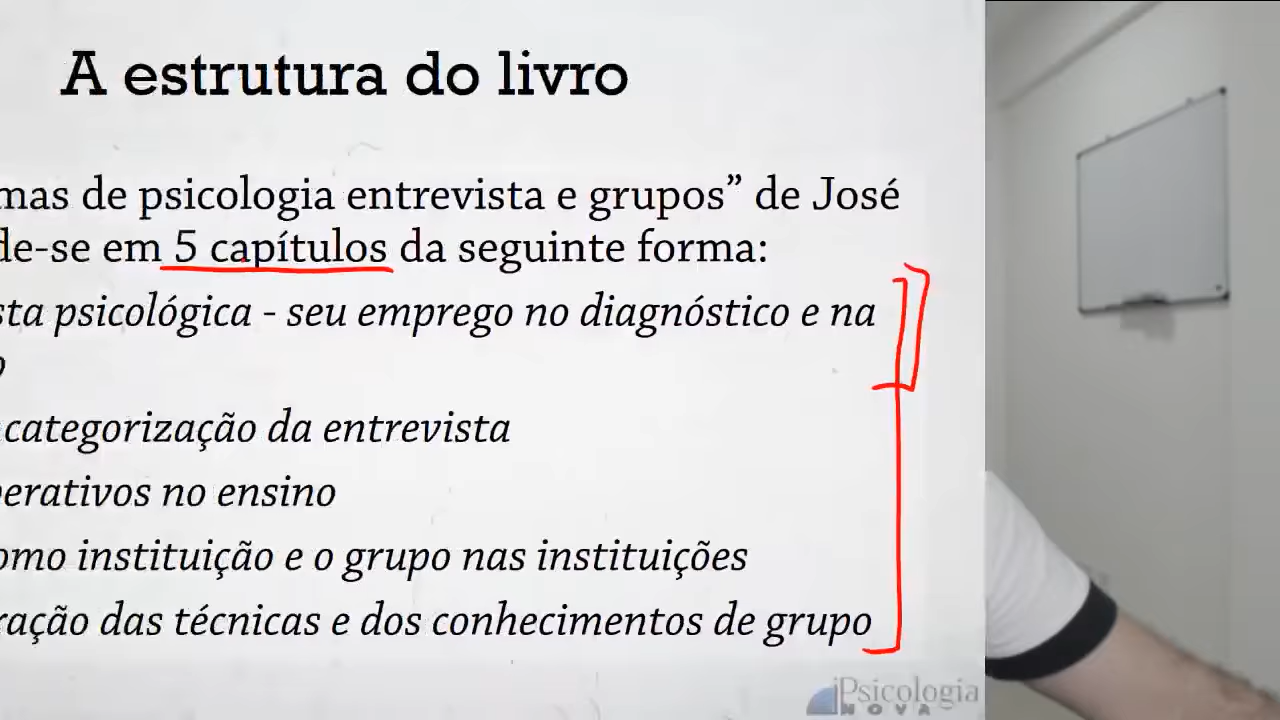 A estrutura do livro
mas de psicologia entrevista e grupos” de José
de-se em 5 capítulos da seguinte forma:
sta psicológica - seu emprego no diagnóstico e na
o
categorização da entrevista
perativos no ensino
omo instituição e o grupo nas instituições
ração das técnicas e dos conhecimentos de grupo
Psicologia
NOVA